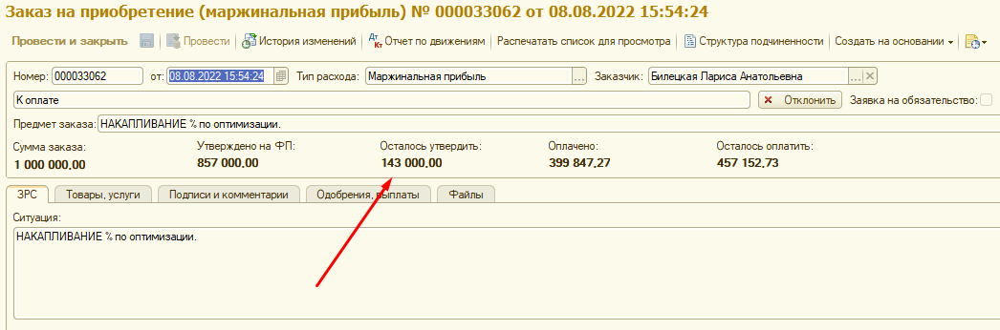 Заказ на приобретение (маржинальная прибыль) № 000033062 от 08.08.2022 15:54:24
Провести и закрыть Провести История изменений Дт Кт Отчет по движениям Распечатать список для просмотра Структура подчиненности Создать на основании
Номер: 000033062 от: 08.08.2022 15:54:24 Тип расхода: Маржинальная прибыль ... Заказчик: Билецкая Лариса Анатольевна ...
К оплате Отклонить Заявка на обязательство:
Предмет заказа: НАКАПЛИВАНИЕ % по оптимизации.
Сумма заказа: Утверждено на ФП: Осталось утвердить: Оплачено: Осталось оплатить:
1 000 000,00 857 000,00 143 000,00 399 847,27 457 152,73
ЗРС Товары, услуги Подписи и комментарии Одобрения, выплаты Файлы
Ситуация:
НАКАПЛИВАНИЕ % по оптимизации.